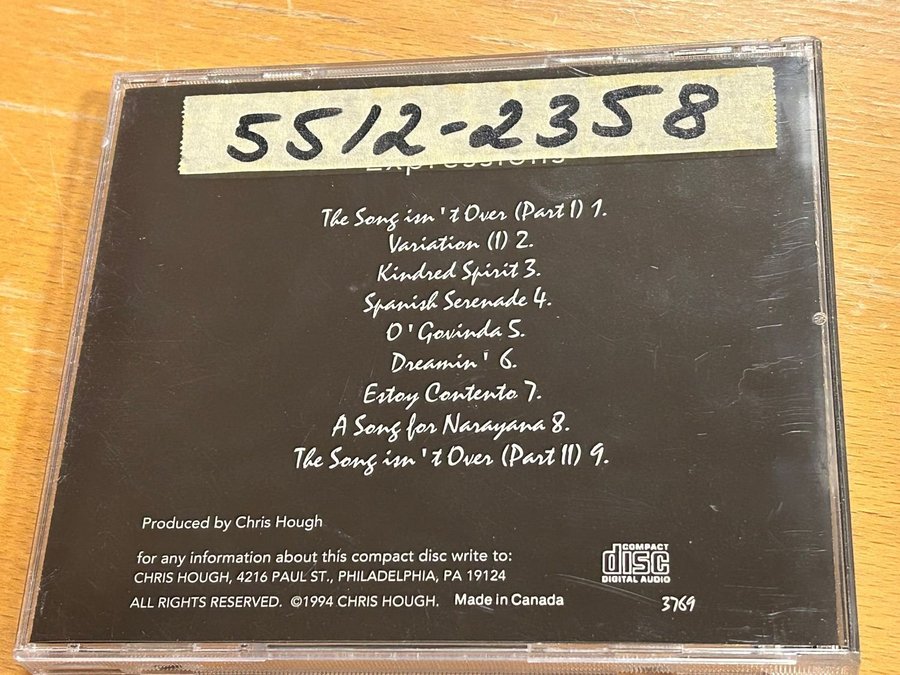 5512-2358
Expressions
The Song isn't Over (Part I) 1.
Variation (I) 2.
Kindred Spirit 3.
Spanish Serenade 4.
O' Govinda 5.
Dreamin' 6.
Estoy Contento 7.
A Song for Narayana 8.
The Song isn't Over (Part II) 9.
Produced by Chris Hough
for any information about this compact disc write to:
CHRIS HOUGH, 4216 PAUL ST., PHILADELPHIA, PA 19124
ALL RIGHTS RESERVED. ©1994 CHRIS HOUGH. Made in Canada
COMPACT
disc
DIGITAL AUDIO
3769